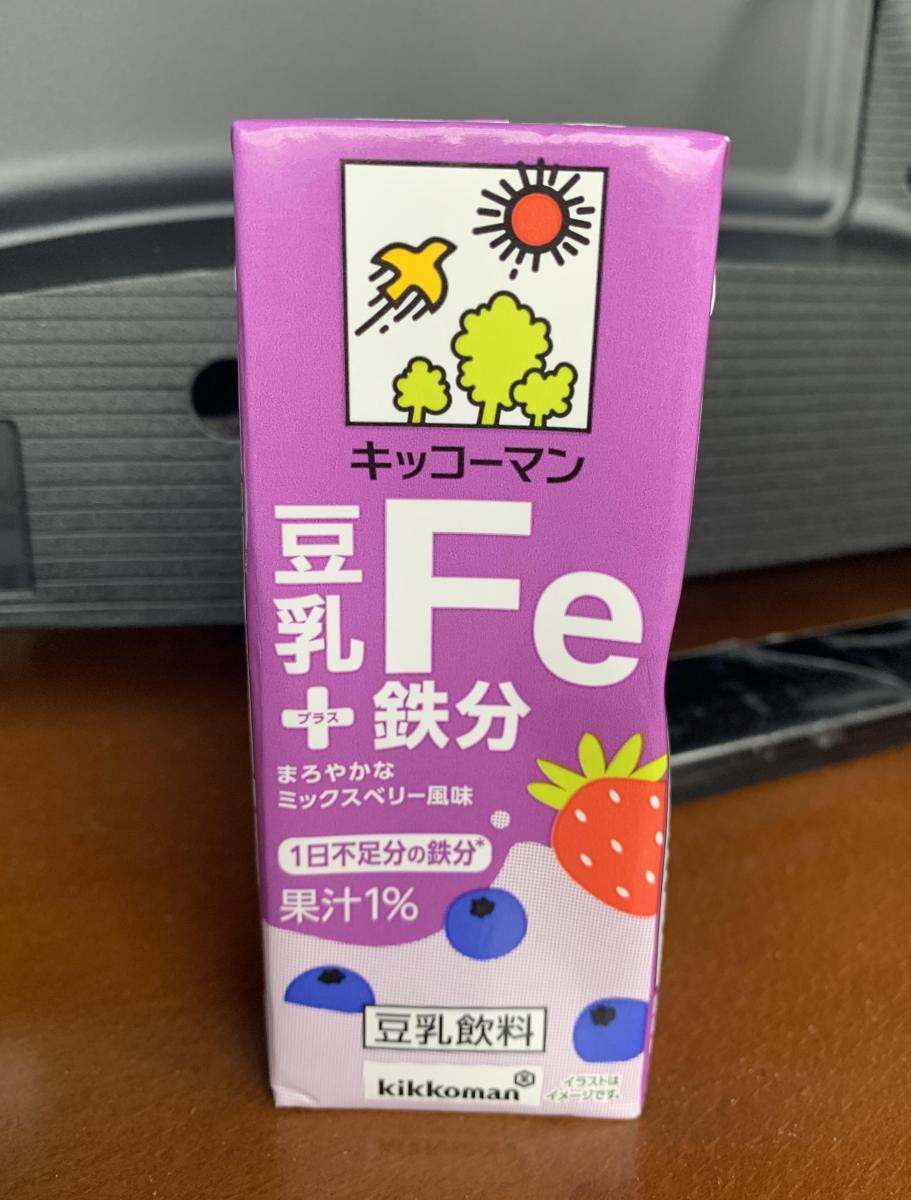 キッコーマン
豆乳
Fe
プラス
鉄分
まろやかな
ミックスベリー風味
1日不足分の鉄分*
果汁1%
豆乳飲料
kikkoman
イラストは
イメージです。